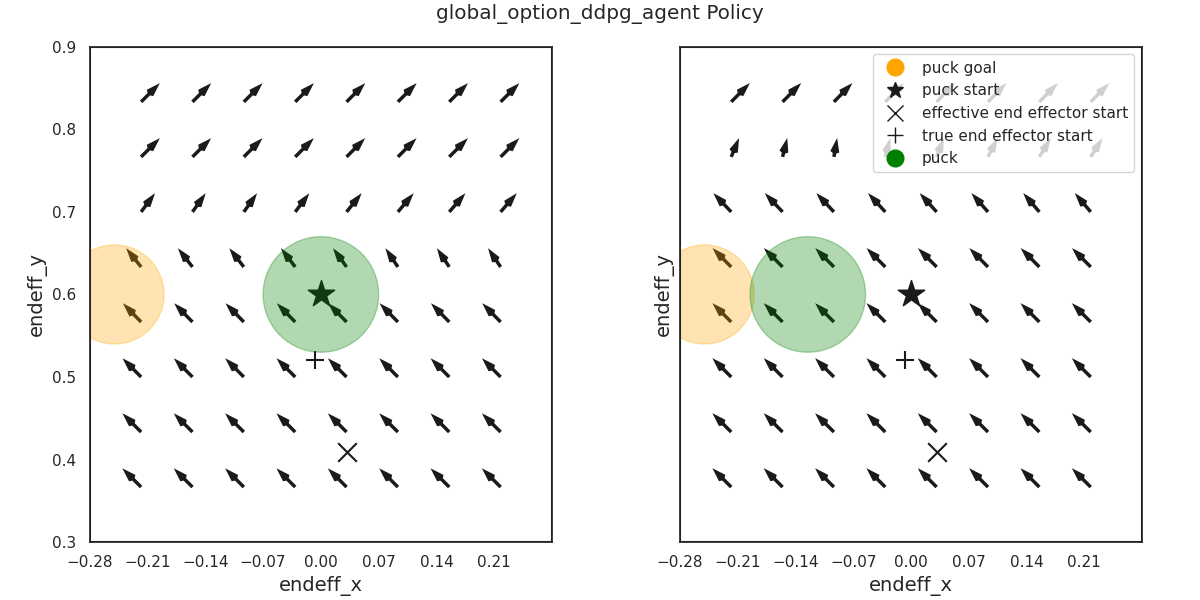 global_option_ddpg_agent Policy
0.9
0.8
0.7
0.6
0.5
0.4
0.3
endeff_y
−0.28 −0.21 −0.14 −0.07 0.00 0.07 0.14 0.21
endeff_x
puck goal
puck start
effective end effector start
true end effector start
puck
endeff_y
−0.28 −0.21 −0.14 −0.07 0.00 0.07 0.14 0.21
endeff_x